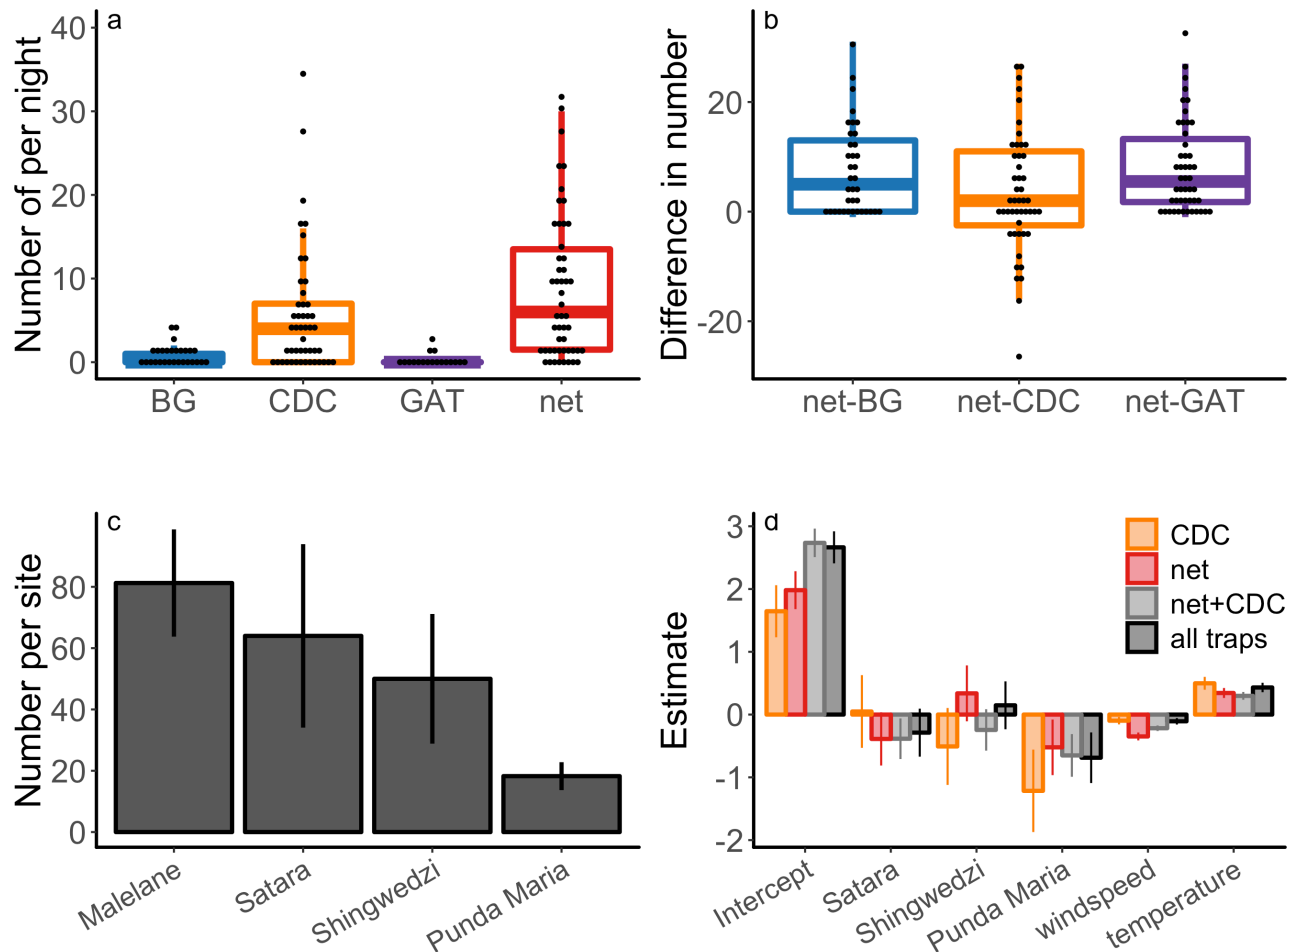 a
Number of per night
40
30
20
10
0
BG CDC GAT net
b
Difference in number
20
0
-20
net-BG net-CDC net-GAT
c
Number per site
80
60
40
20
0
Malelane Satara Shingwedzi Punda Maria
d
Estimate
3
2
1
0
-1
-2
CDC
net
net+CDC
all traps
Intercept Satara Shingwedzi Punda Maria windspeed temperature